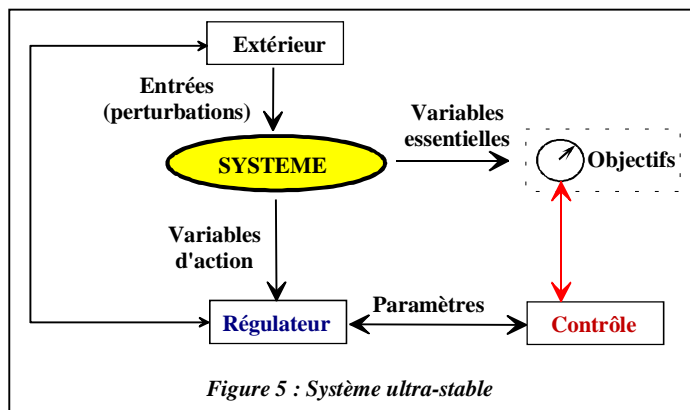 Extérieur
Entrées
(perturbations)
Variables
essentielles
SYSTEME
Objectifs
Variables
d'action
Paramètres
Régulateur
Contrôle
Figure 5 : Système ultra-stable